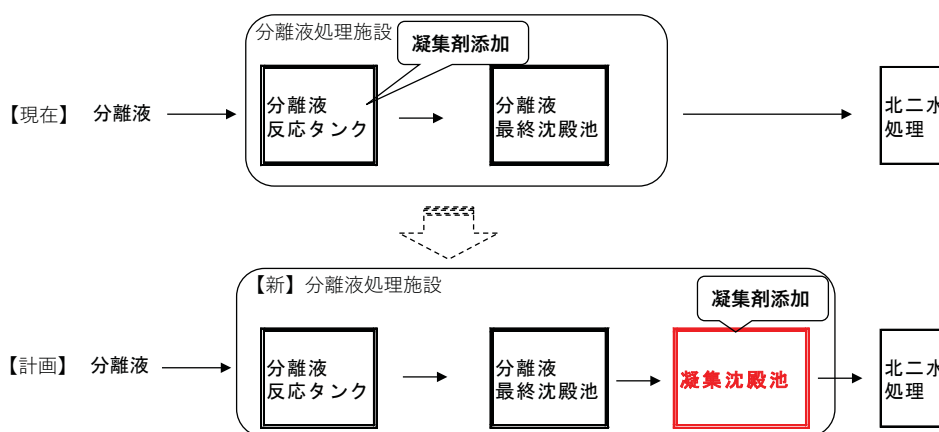 分離液処理施設
凝集剤添加
【現在】 分離液
分離液
反応タンク
分離液
最終沈殿池
北二水
処理
【新】分離液処理施設
凝集剤添加
【計画】 分離液
分離液
反応タンク
分離液
最終沈殿池
凝集沈殿池
北二水
処理